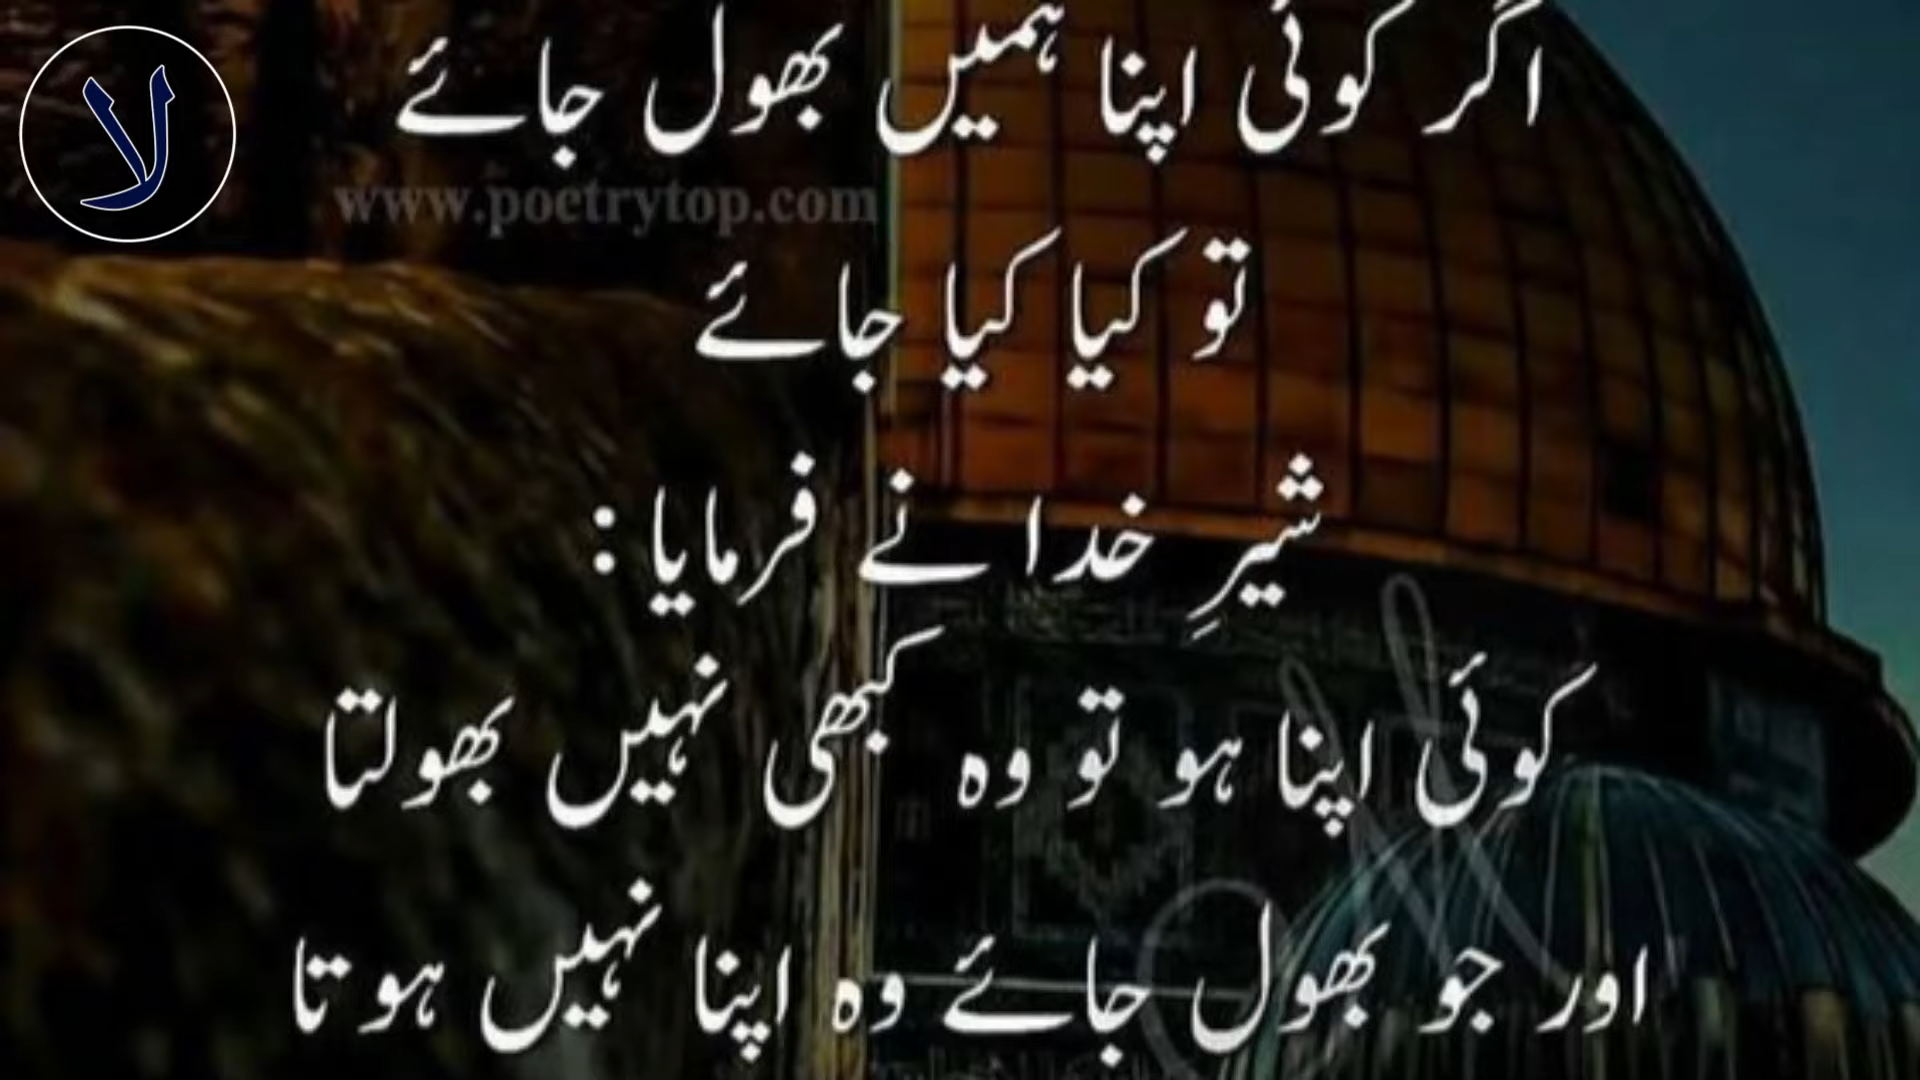 اگر کوئی اپنا ہمیں بھول جائے
لا
www.poetrytop.com
تو کیا کیا جائے
شیرِ خدا نے فرمایا :
کوئی اپنا ہو تو وہ کبھی نہیں بھولتا
اور جو بھول جائے وہ اپنا نہیں ہوتا